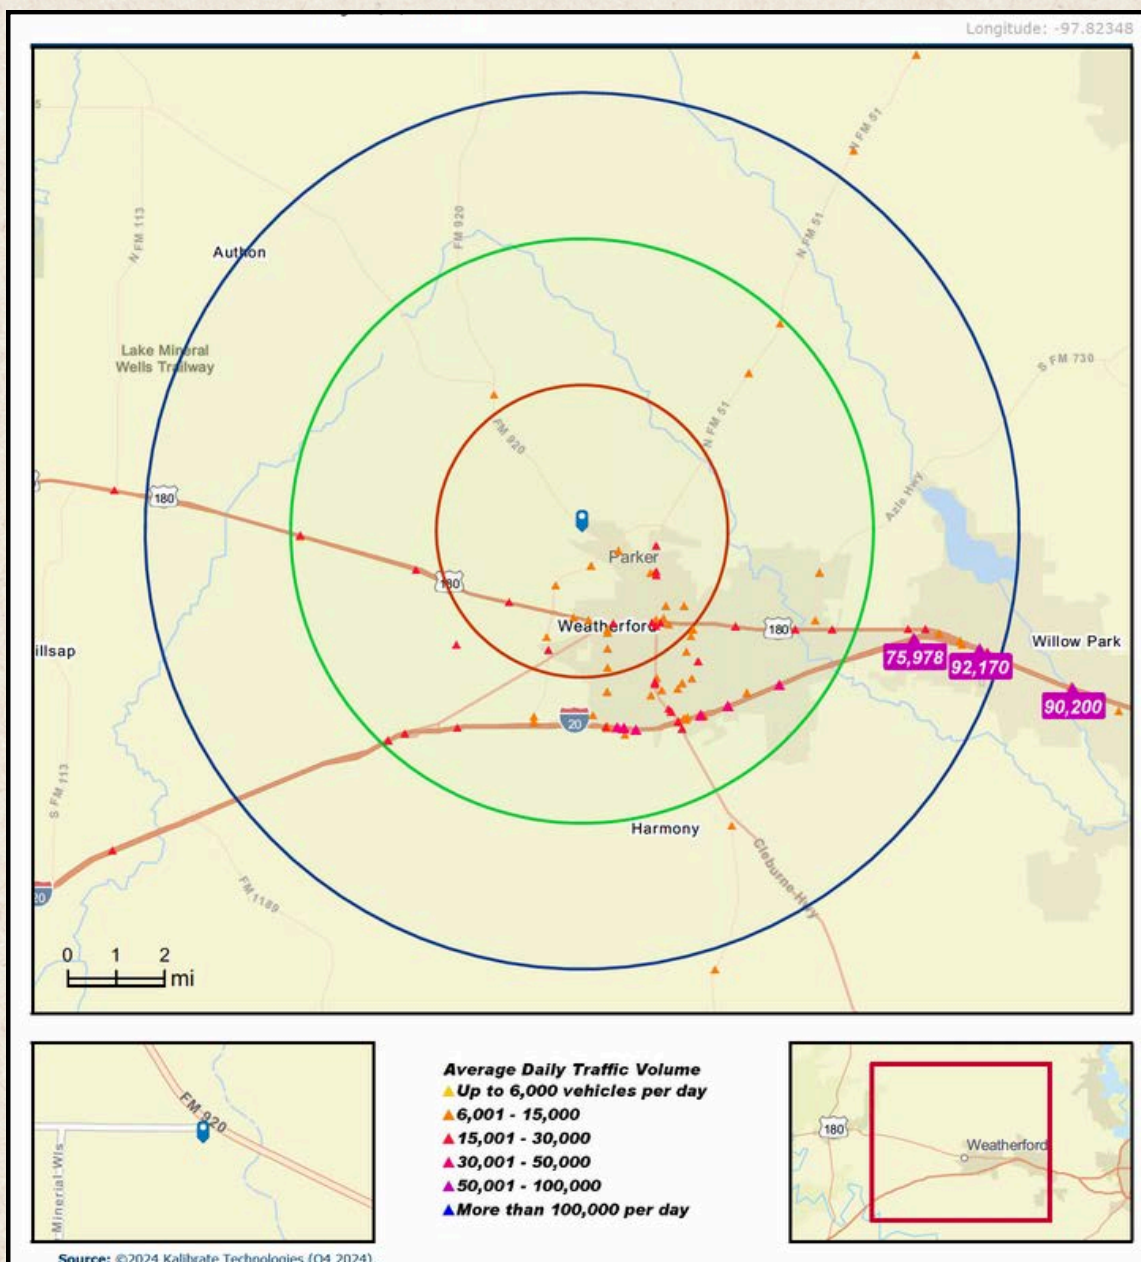 Longitude: -97.82348
N FM 51
N FM 113
FM 920
N FM 51
Authon
Lake Mineral
Wells Trailway
S FM 730
N FM 51
FM 920
180
Azle Hwy
Parker
180
Weatherford
180
Willow Park
illsap
75,978
92,170
90,200
20
S FM 113
Harmony
Cleburne Hwy
20
FM 1189
0 1 2
mi
FM 920
Minerial Wls
Average Daily Traffic Volume
Up to 6,000 vehicles per day
6,001 - 15,000
15,001 - 30,000
30,001 - 50,000
50,001 - 100,000
More than 100,000 per day
180
Weatherford
Source: ©2024 Kalibrate Technologies (Q4 2024).